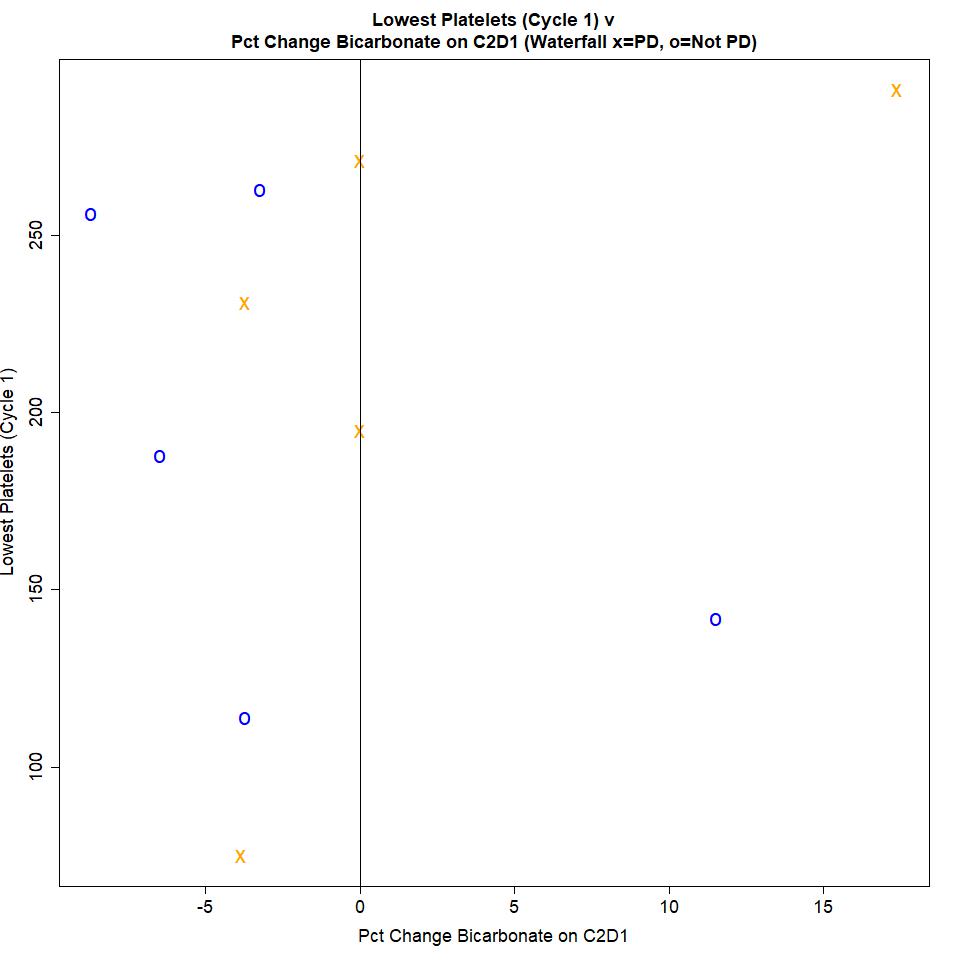 Lowest Platelets (Cycle 1) v
Pct Change Bicarbonate on C2D1 (Waterfall x=PD, o=Not PD)
Lowest Platelets (Cycle 1)
250
200
150
100
X
X
O
O
X
X
O
O
O
X
-5 0 5 10 15
Pct Change Bicarbonate on C2D1